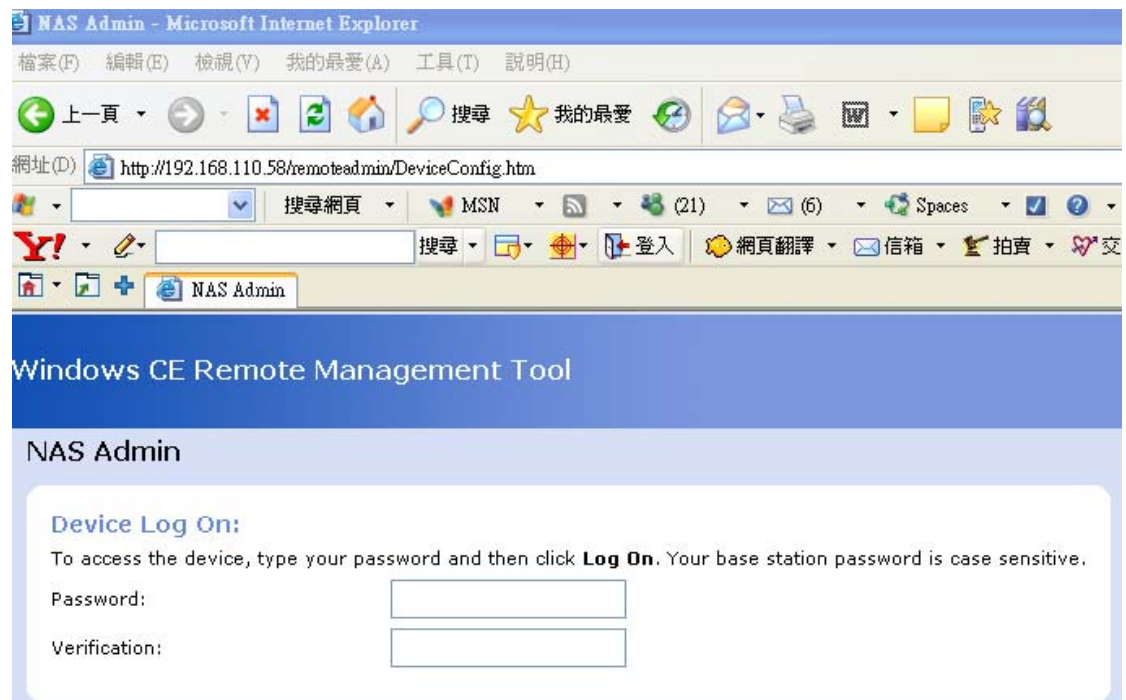 NAS Admin - Microsoft Internet Explorer
檔案(F) 編輯(E) 檢視(V) 我的最愛(A) 工具(T) 說明(H)
上一頁 搜尋 我的最愛
網址(D) http://192.168.110.58/remoteadmin/DeviceConfig.htm
搜尋網頁 MSN (21) (6) Spaces
Y! 搜尋 登入 網頁翻譯 信箱 拍賣 交
NAS Admin
Windows CE Remote Management Tool
NAS Admin
Device Log On:
To access the device, type your password and then click Log On. Your base station password is case sensitive.
Password:
Verification: